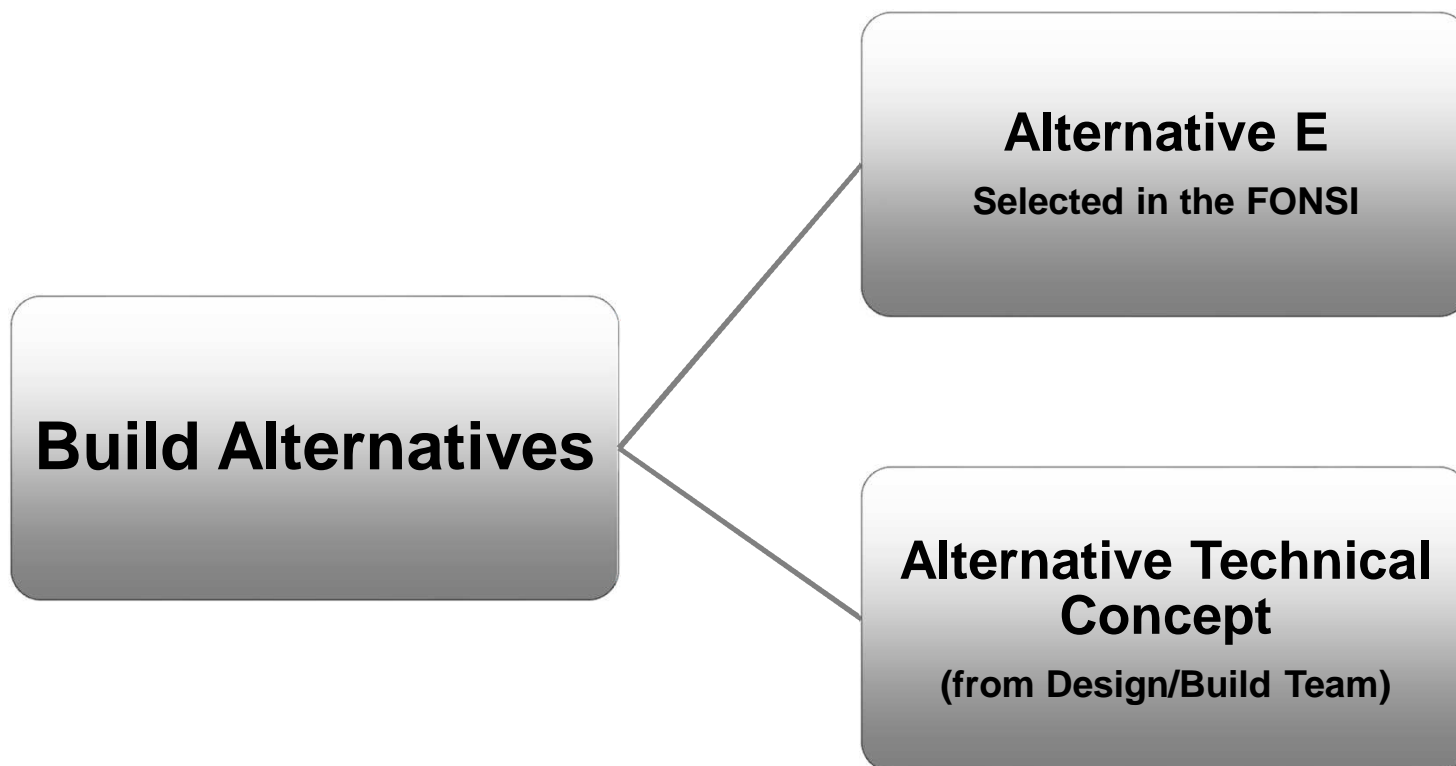 Build Alternatives
Alternative E
Selected in the FONSI
Alternative Technical
Concept
(from Design/Build Team)